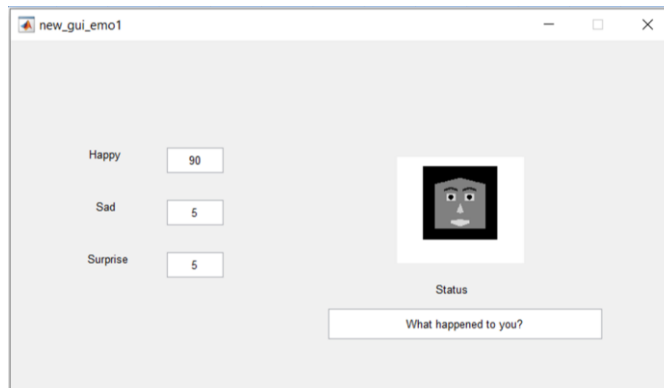 new_gui_emo1
Happy 90
Sad 5
Surprise 5
Status
What happened to you?